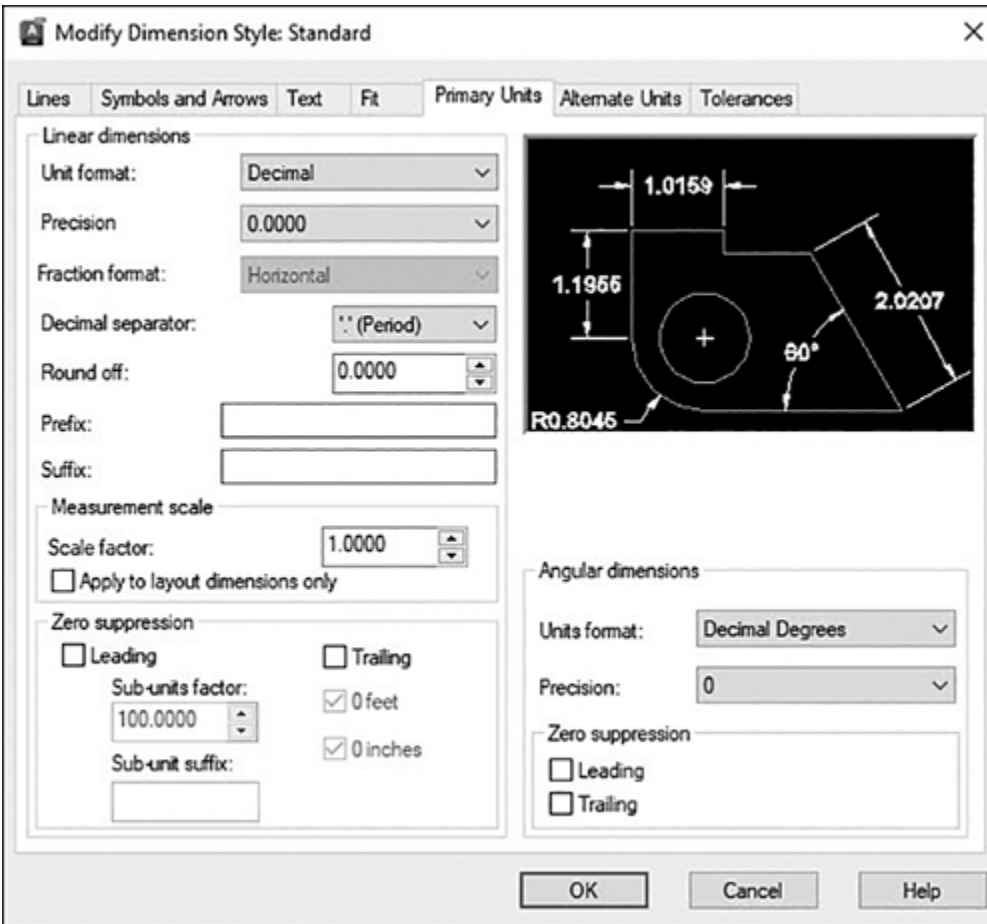 Modify Dimension Style: Standard
Lines Symbols and Arrows Text Fit Primary Units Alternate Units Tolerances
Linear dimensions
Unit format: Decimal
Precision 0.0000
Fraction format: Horizontal
Decimal separator: '.' (Period)
Round off: 0.0000
Prefix:
Suffix:
Measurement scale
Scale factor: 1.0000
Apply to layout dimensions only
Zero suppression
Leading
Trailing
Sub-units factor:
100.0000
0 feet
0 inches
Sub-unit suffix:
1.0159
1.1955
2.0207
60°
R0.8045
Angular dimensions
Units format: Decimal Degrees
Precision: 0
Zero suppression
Leading
Trailing
OK Cancel Help